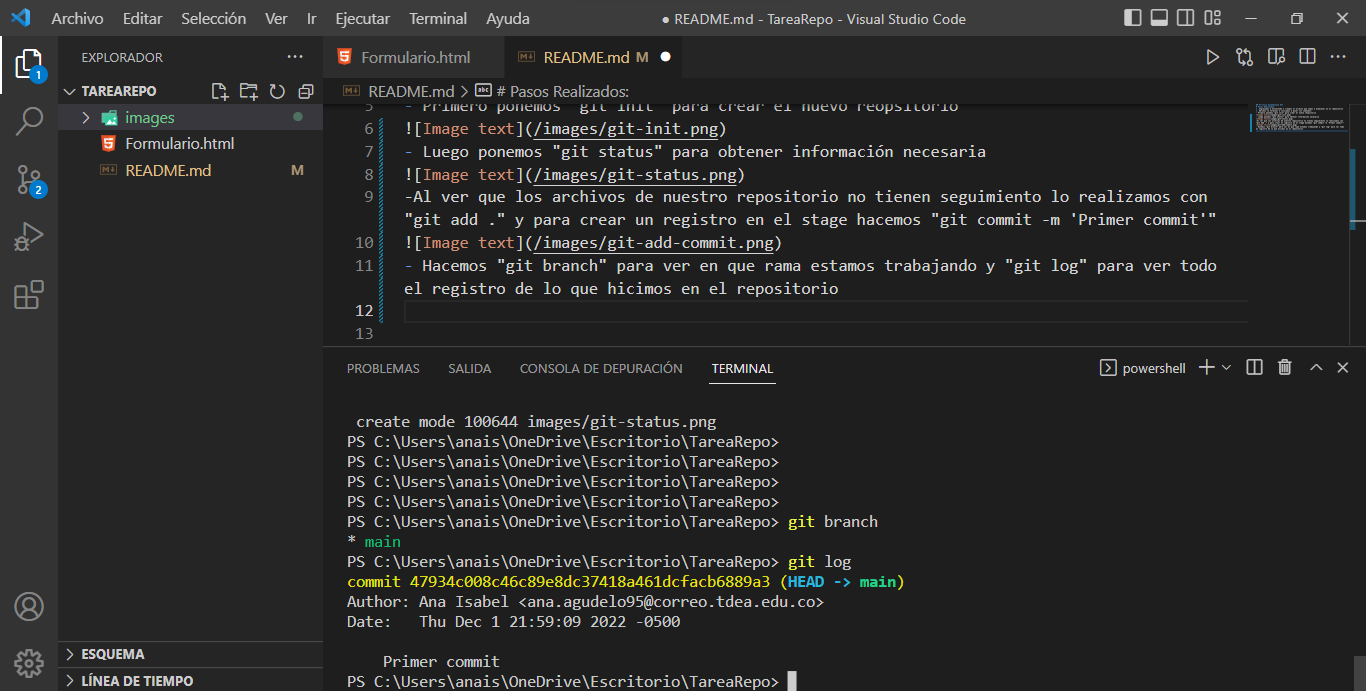 Archivo Editar Selección Ver Ir Ejecutar Terminal Ayuda
● README.md - TareaRepo - Visual Studio Code
EXPLORADOR
TAREAREPO
images
Formulario.html
README.md M
1
2
ESQUEMA
LÍNEA DE TIEMPO
Formulario.html README.md M
README.md > # Pasos Realizados:
5 - Primero ponemos "git init" para crear el nuevo reopsitorio
6 ![Image text](/images/git-init.png)
7 - Luego ponemos "git status" para obtener información necesaria
8 ![Image text](/images/git-status.png)
9 -Al ver que los archivos de nuestro repositorio no tienen seguimiento lo realizamos con
"git add ." y para crear un registro en el stage hacemos "git commit -m 'Primer commit'"
10 ![Image text](/images/git-add-commit.png)
11 - Hacemos "git branch" para ver en que rama estamos trabajando y "git log" para ver todo
el registro de lo que hicimos en el repositorio
12
13
PROBLEMAS SALIDA CONSOLA DE DEPURACIÓN TERMINAL
powershell
create mode 100644 images/git-status.png
PS C:\Users\anais\OneDrive\Escritorio\TareaRepo>
PS C:\Users\anais\OneDrive\Escritorio\TareaRepo>
PS C:\Users\anais\OneDrive\Escritorio\TareaRepo>
PS C:\Users\anais\OneDrive\Escritorio\TareaRepo>
PS C:\Users\anais\OneDrive\Escritorio\TareaRepo> git branch
* main
PS C:\Users\anais\OneDrive\Escritorio\TareaRepo> git log
commit 47934c008c46c89e8dc37418a461dcfacb6889a3 (HEAD -> main)
Author: Ana Isabel <ana.agudelo95@correo.tdea.edu.co>
Date:   Thu Dec 1 21:59:09 2022 -0500
Primer commit
PS C:\Users\anais\OneDrive\Escritorio\TareaRepo>